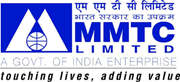 एम एम टी सी लिमिटेड
भारत सरकार का उपक्रम
MMTC
LIMITED
A GOVT. OF INDIA ENTERPRISE
touching lives, adding value